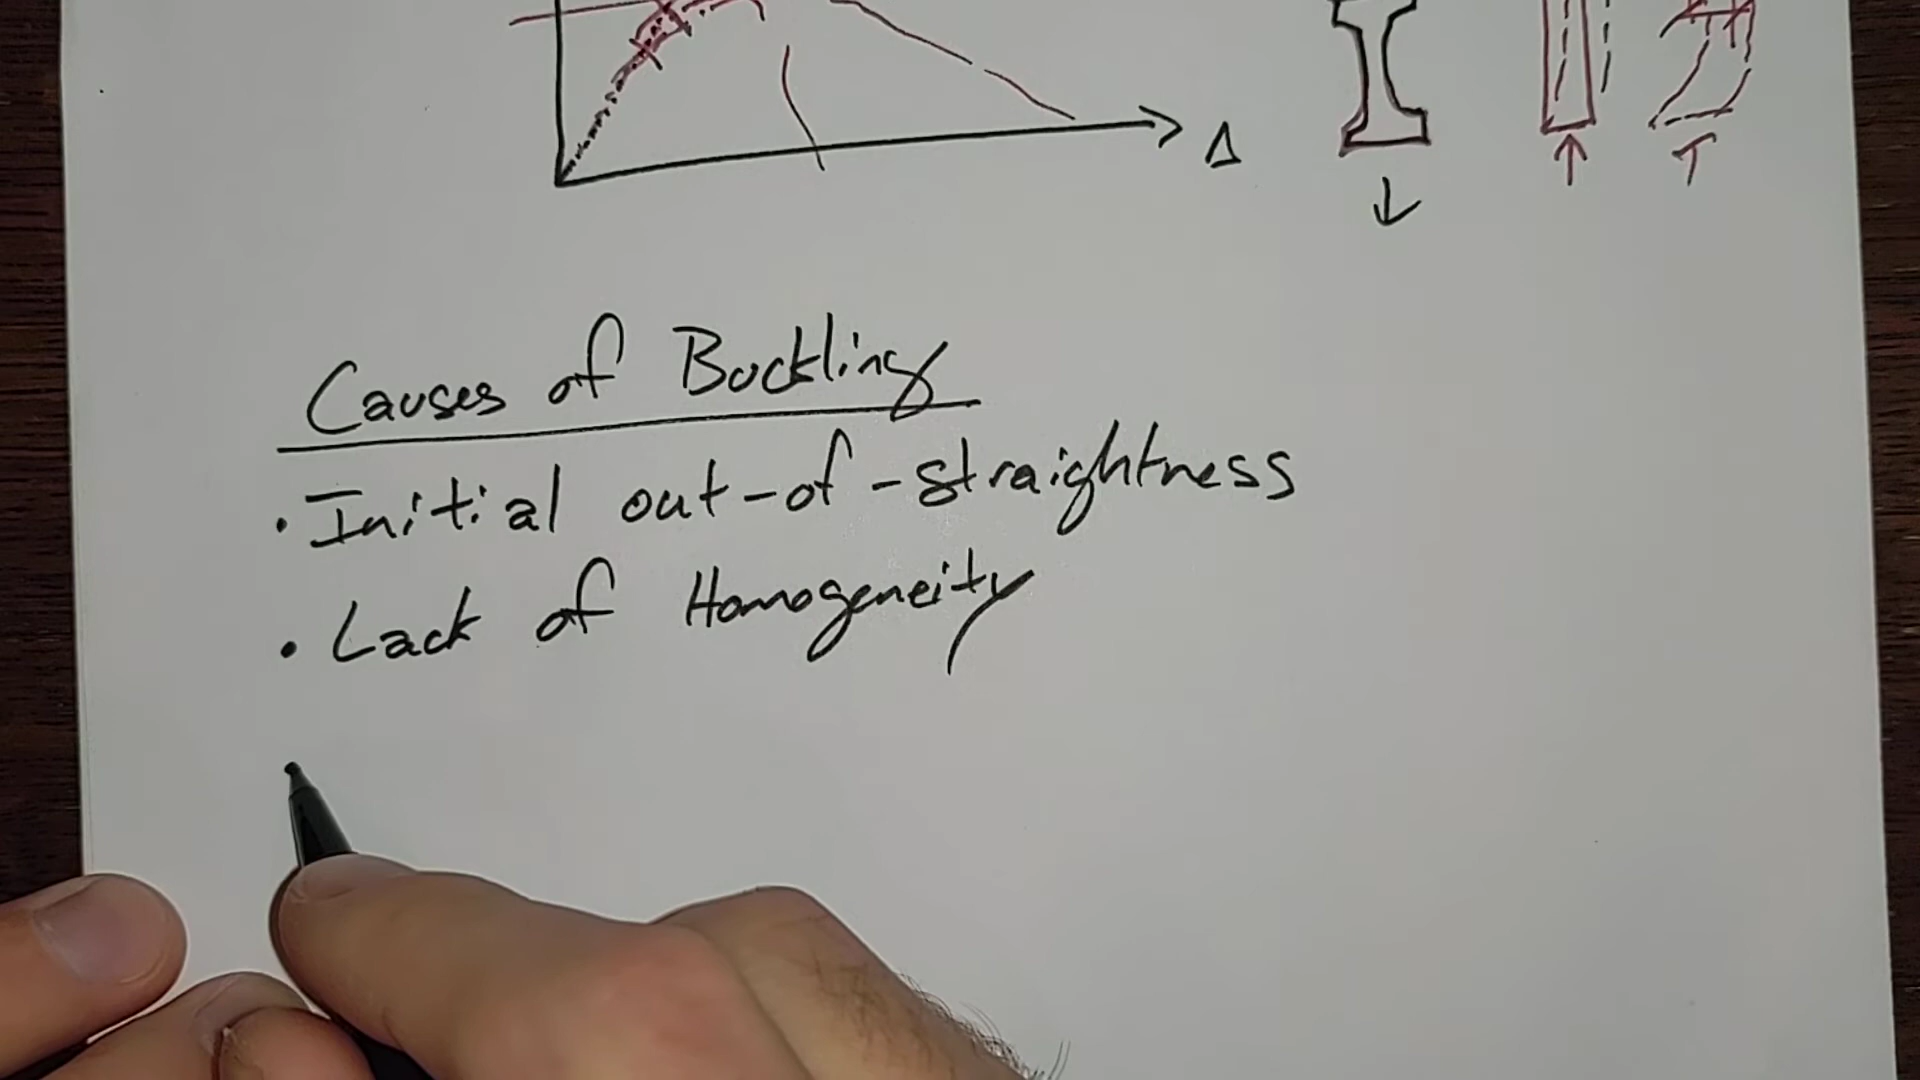 Δ
Causes of Buckling
• Initial out-of-straightness
• Lack of Homogeneity